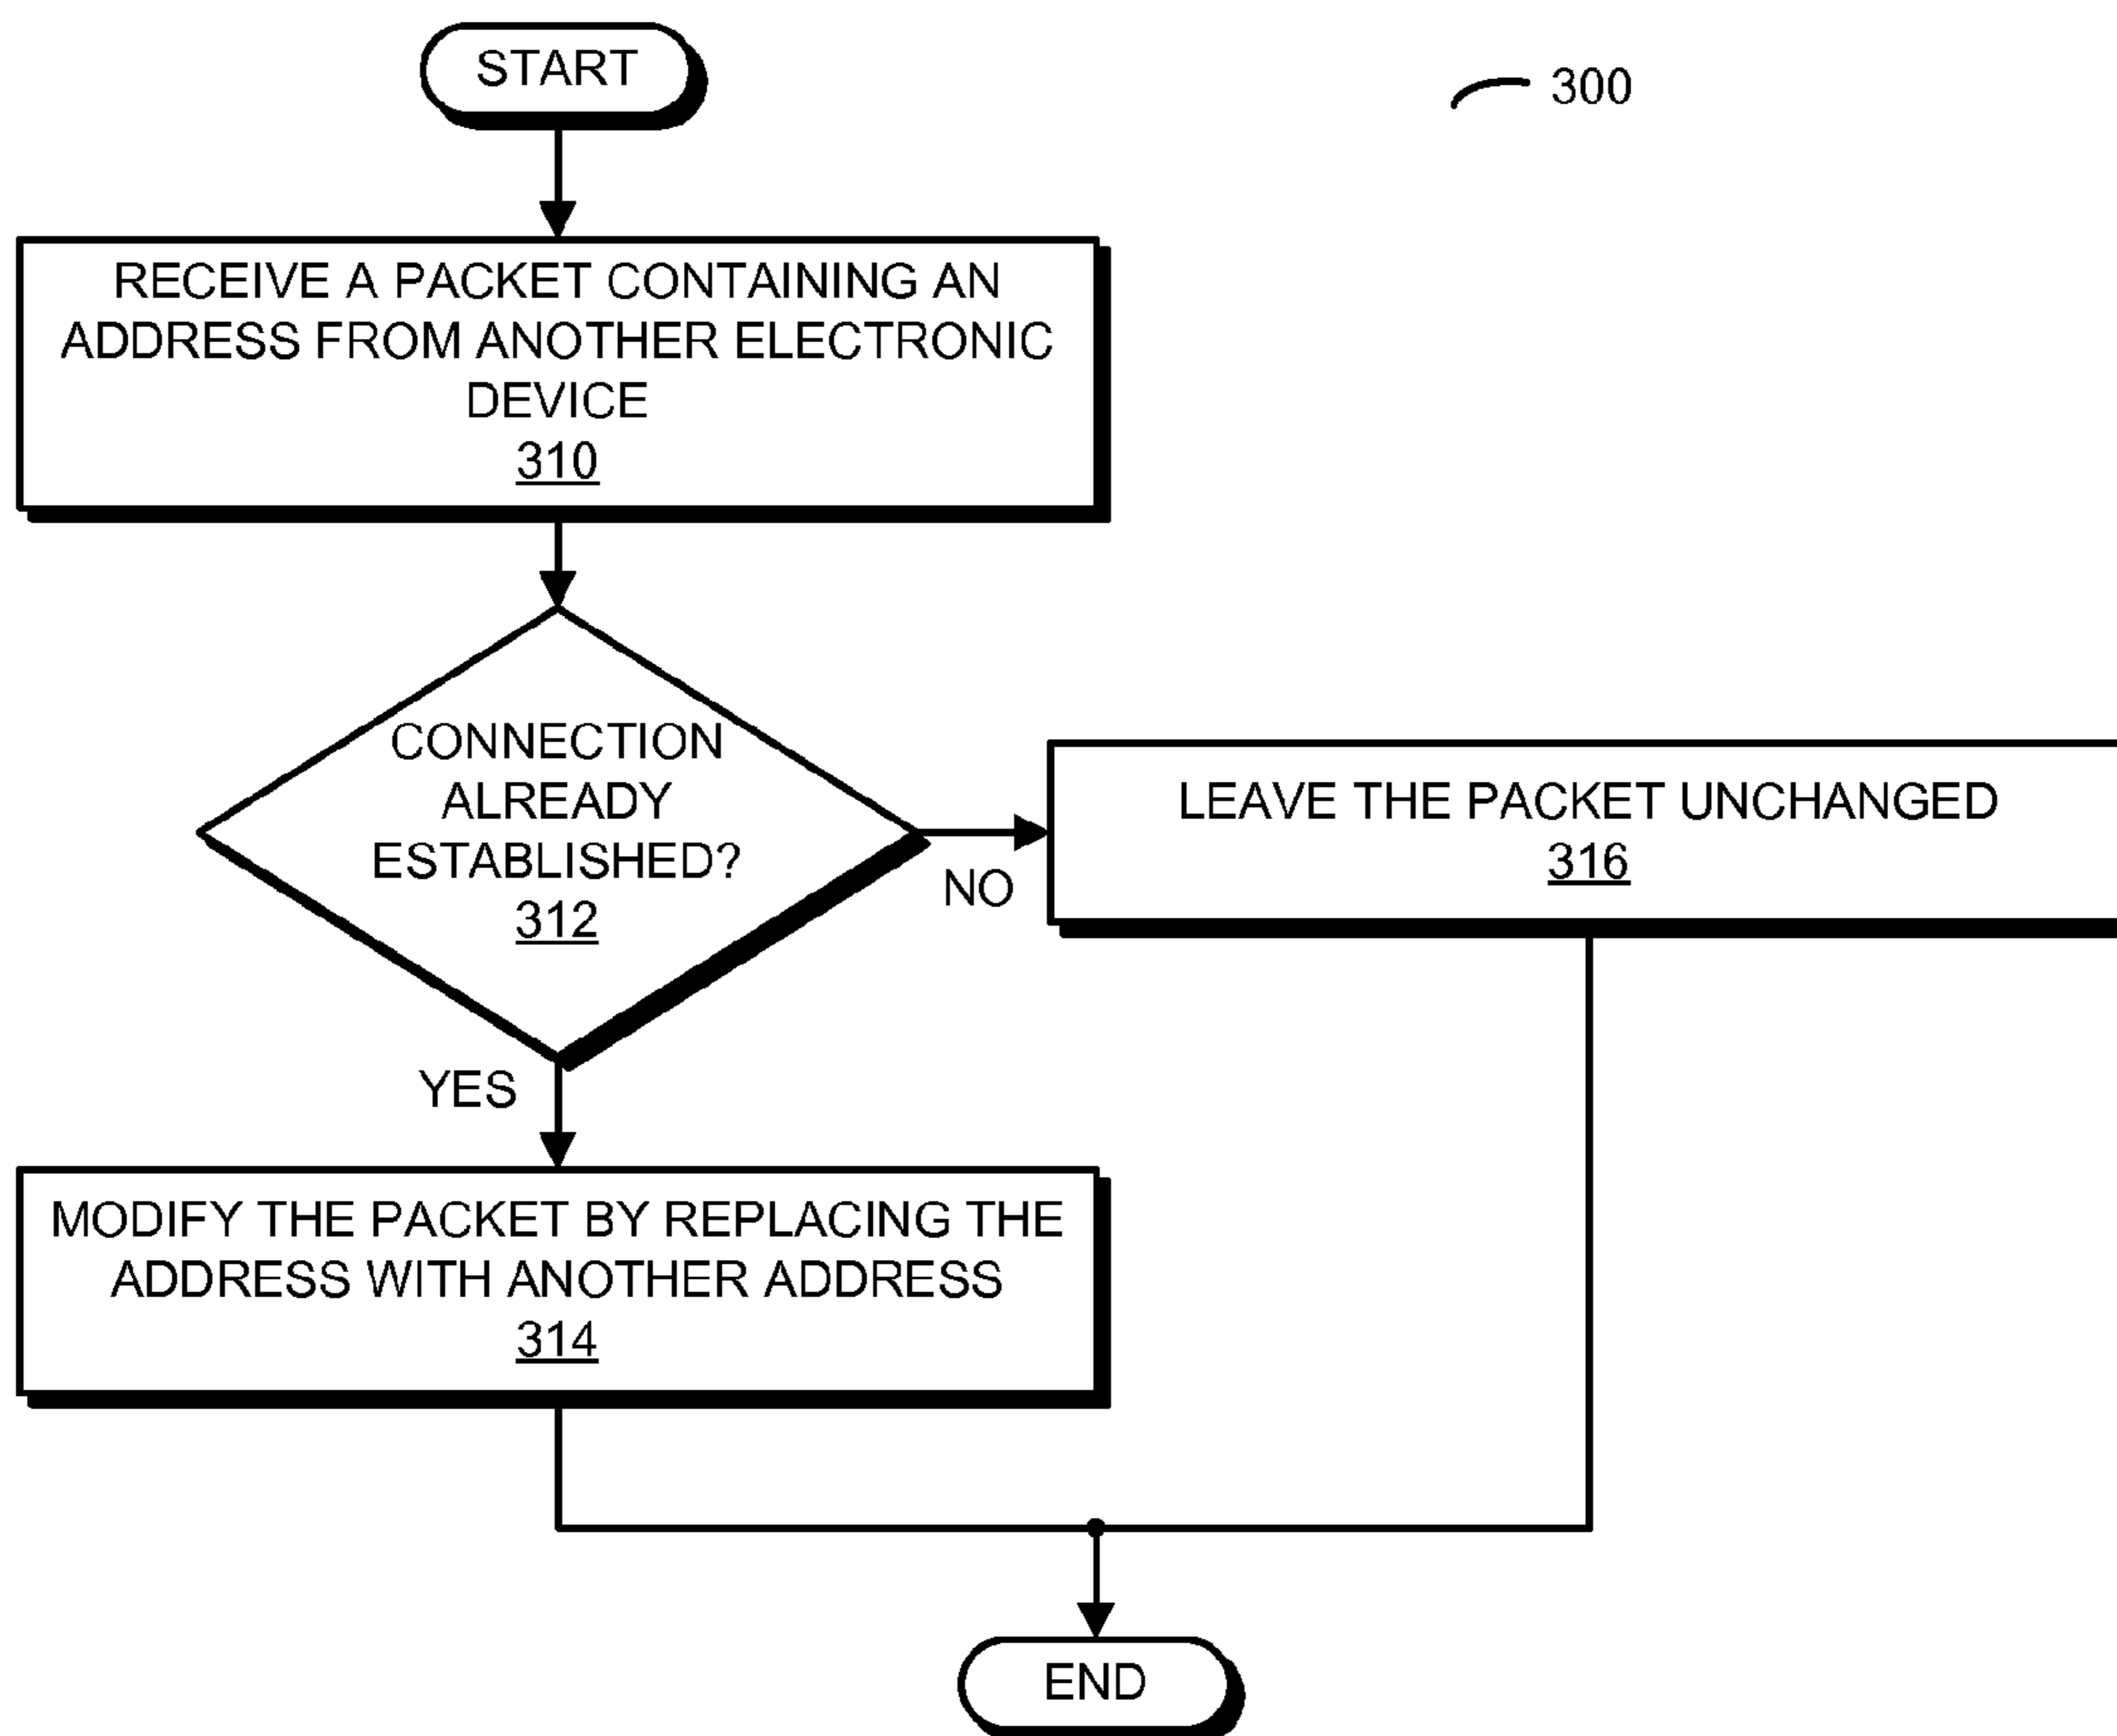 START
300
RECEIVE A PACKET CONTAINING AN
ADDRESS FROM ANOTHER ELECTRONIC
DEVICE
310
CONNECTION
ALREADY
ESTABLISHED?
312
NO
LEAVE THE PACKET UNCHANGED
316
YES
MODIFY THE PACKET BY REPLACING THE
ADDRESS WITH ANOTHER ADDRESS
314
END